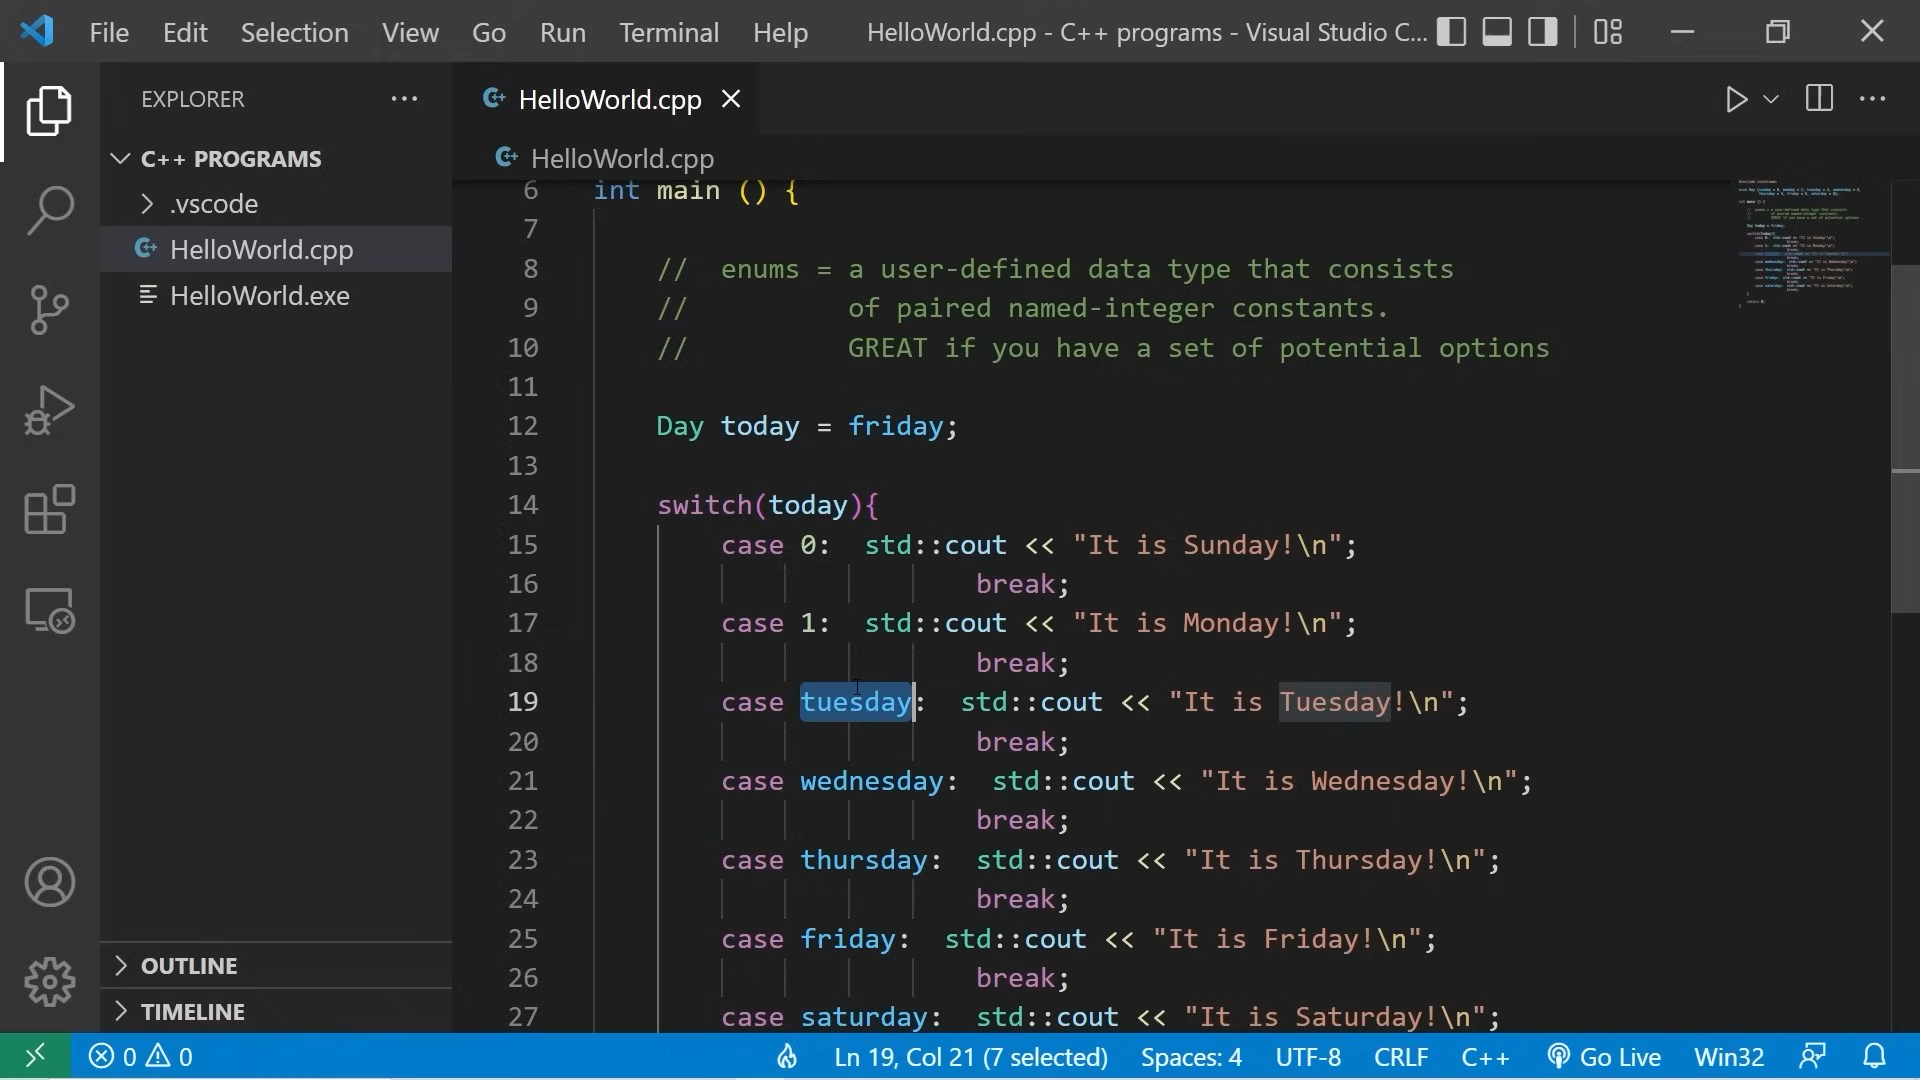 File Edit Selection View Go Run Terminal Help HelloWorld.cpp - C++ programs - Visual Studio C...
EXPLORER
C++ PROGRAMS
.vscode
HelloWorld.cpp
HelloWorld.exe
OUTLINE
TIMELINE
HelloWorld.cpp
HelloWorld.cpp
6 int main () {
7
8 // enums = a user-defined data type that consists
9 // of paired named-integer constants.
10 // GREAT if you have a set of potential options
11
12 Day today = friday;
13
14 switch(today){
15 case 0: std::cout << "It is Sunday!\n";
16 break;
17 case 1: std::cout << "It is Monday!\n";
18 break;
19 case tuesday: std::cout << "It is Tuesday!\n";
20 break;
21 case wednesday: std::cout << "It is Wednesday!\n";
22 break;
23 case thursday: std::cout << "It is Thursday!\n";
24 break;
25 case friday: std::cout << "It is Friday!\n";
26 break;
27 case saturday: std::cout << "It is Saturday!\n";
0 0 Ln 19, Col 21 (7 selected) Spaces: 4 UTF-8 CRLF C++ Go Live Win32